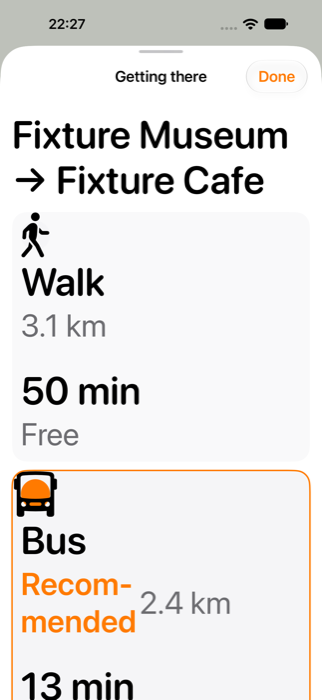 22:27
Getting there
Done
Fixture Museum
→ Fixture Cafe
Walk
3.1 km
50 min
Free
Bus
Recom-
mended
2.4 km
13 min